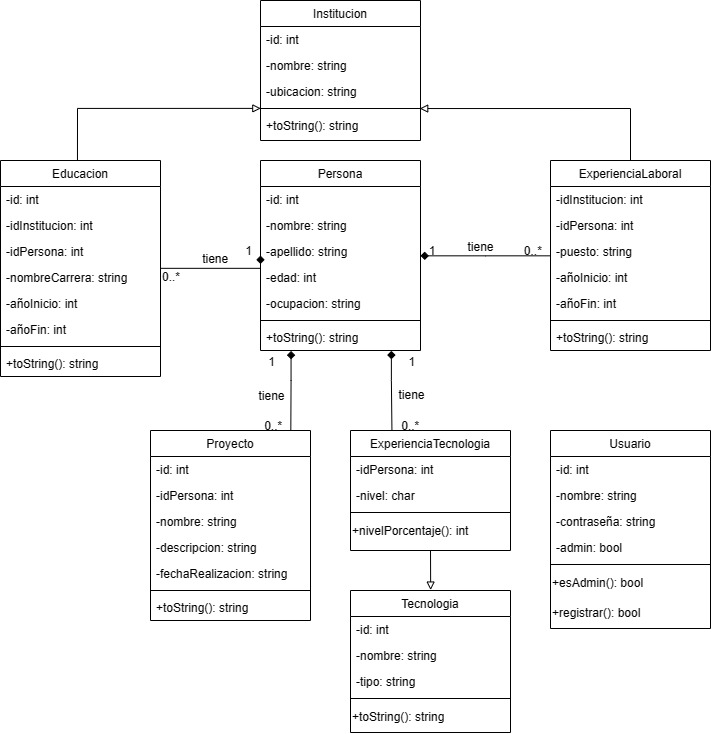 Institucion
-id: int
-nombre: string
-ubicacion: string
+toString(): string
Educacion
-id: int
-idInstitucion: int
-idPersona: int
-nombreCarrera: string
-añoInicio: int
-añoFin: int
+toString(): string
tiene
1
0..*
Persona
-id: int
-nombre: string
-apellido: string
-edad: int
-ocupacion: string
+toString(): string
1
tiene
0..*
ExperienciaLaboral
-idInstitucion: int
-idPersona: int
-puesto: string
-añoInicio: int
-añoFin: int
+toString(): string
1
tiene
0..*
1
tiene
0..*
Proyecto
-id: int
-idPersona: int
-nombre: string
-descripcion: string
-fechaRealizacion: string
+toString(): string
ExperienciaTecnologia
-idPersona: int
-nivel: char
+nivelPorcentaje(): int
Usuario
-id: int
-nombre: string
-contraseña: string
-admin: bool
+esAdmin(): bool
+registrar(): bool
Tecnologia
-id: int
-nombre: string
-tipo: string
+toString(): string